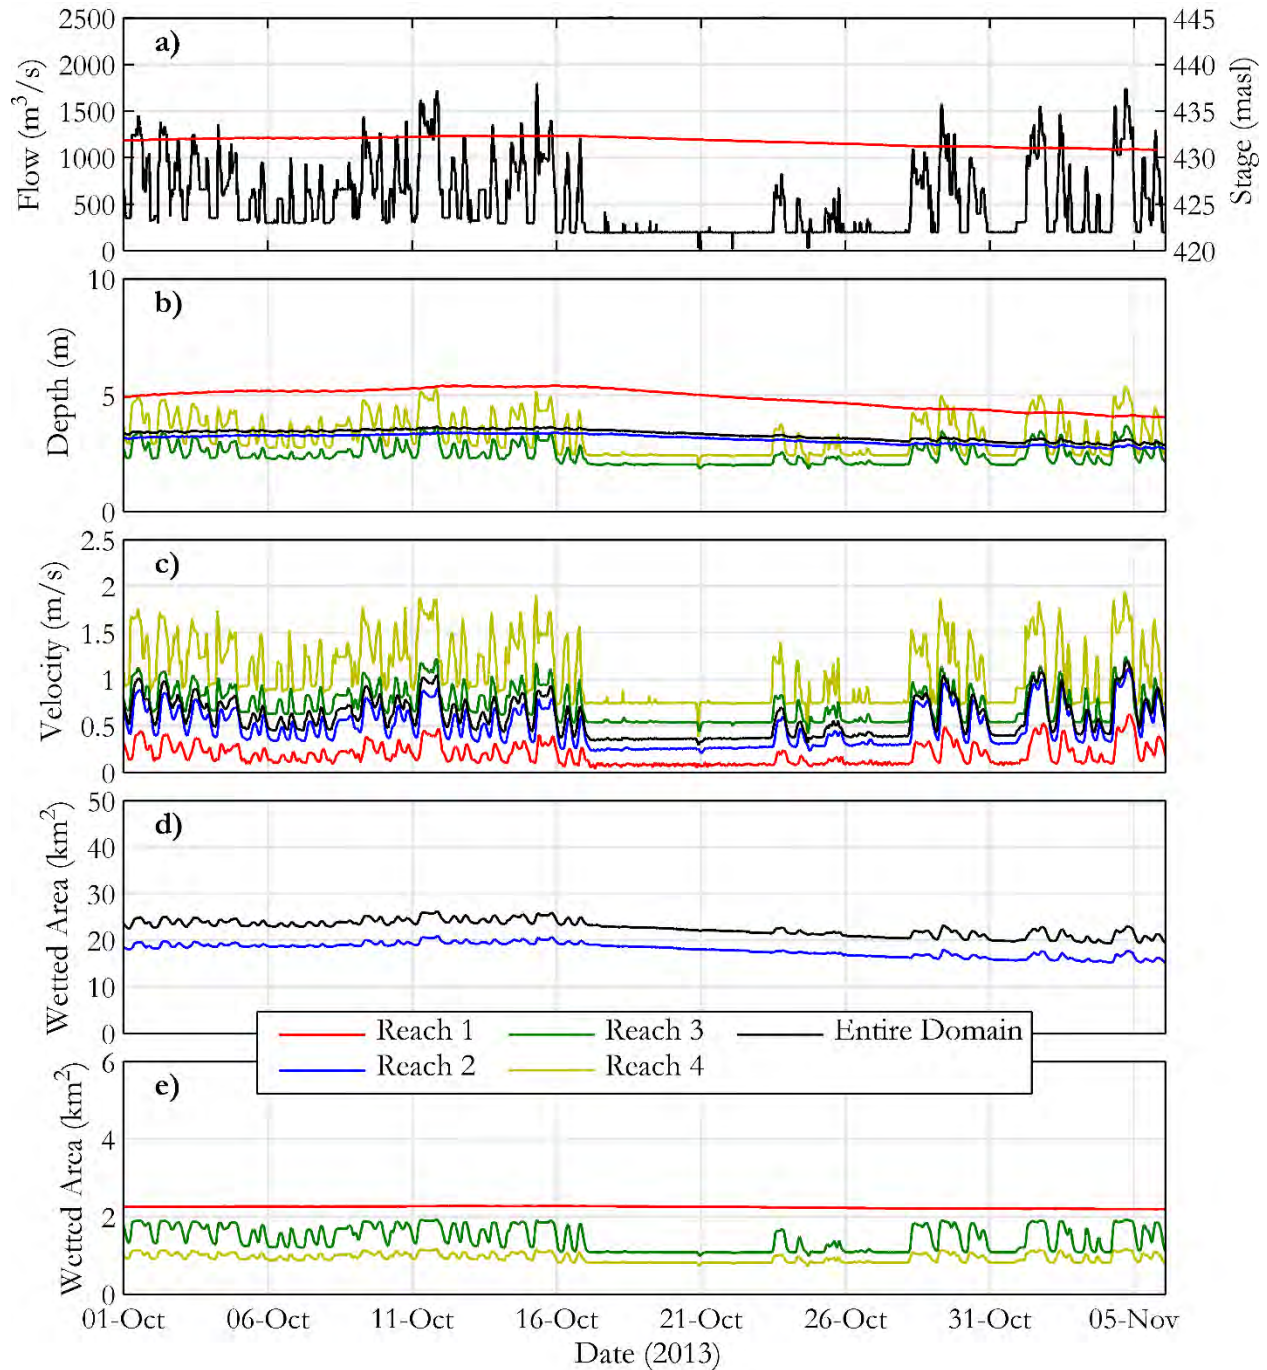 a)
Flow (m³/s)
2500
2000
1500
1000
500
0
445
440
435
430
425
420
Stage (masl)
b)
Depth (m)
10
5
0
c)
Velocity (m/s)
2.5
2
1.5
1
0.5
0
d)
Wetted Area (km²)
50
40
30
20
10
0
Reach 1 Reach 3 Entire Domain
Reach 2 Reach 4
e)
Wetted Area (km²)
6
4
2
0
01-Oct 06-Oct 11-Oct 16-Oct 21-Oct 26-Oct 31-Oct 05-Nov
Date (2013)